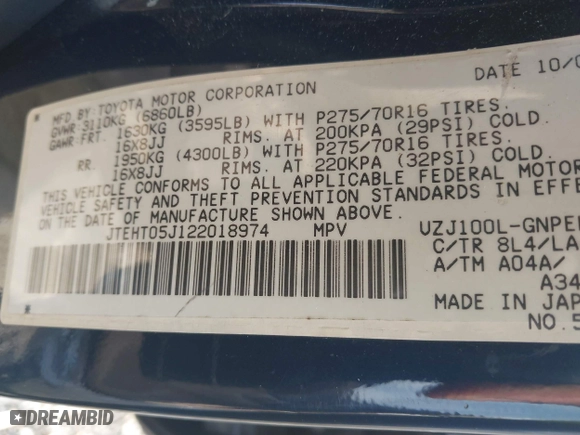 DATE 10/0
MFD.BY:TOYOTA MOTOR CORPORATION
GVWR:3110KG (6860LB)
GAWR:FRT. 1630KG (3595LB) WITH P275/70R16 TIRES.
16X8JJ RIMS. AT 200KPA (29PSI) COLD.
RR. 1950KG (4300LB) WITH P275/70R16 TIRES.
16X8JJ RIMS. AT 220KPA (32PSI) COLD.
THIS VEHICLE CONFORMS TO ALL APPLICABLE FEDERAL MOTOR
VEHICLE SAFETY AND THEFT PREVENTION STANDARDS IN EFFE
ON THE DATE OF MANUFACTURE SHOWN ABOVE.
JTEHT05J122018974 MPV UZJ100L-GNPE
C/TR 8L4/LA
A/TM A04A/
A34
MADE IN JAP
NO.5
DREAMBID